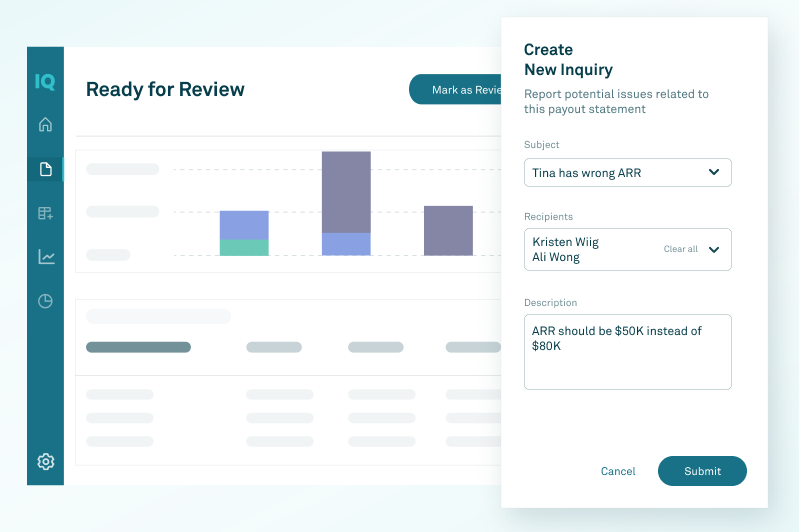 IQ
Ready for Review
Mark as Revie
Create
New Inquiry
Report potential issues related to
this payout statement
Subject
Tina has wrong ARR
Recipients
Kristen Wiig
Ali Wong
Clear all
Description
ARR should be $50K instead of
$80K
Cancel
Submit